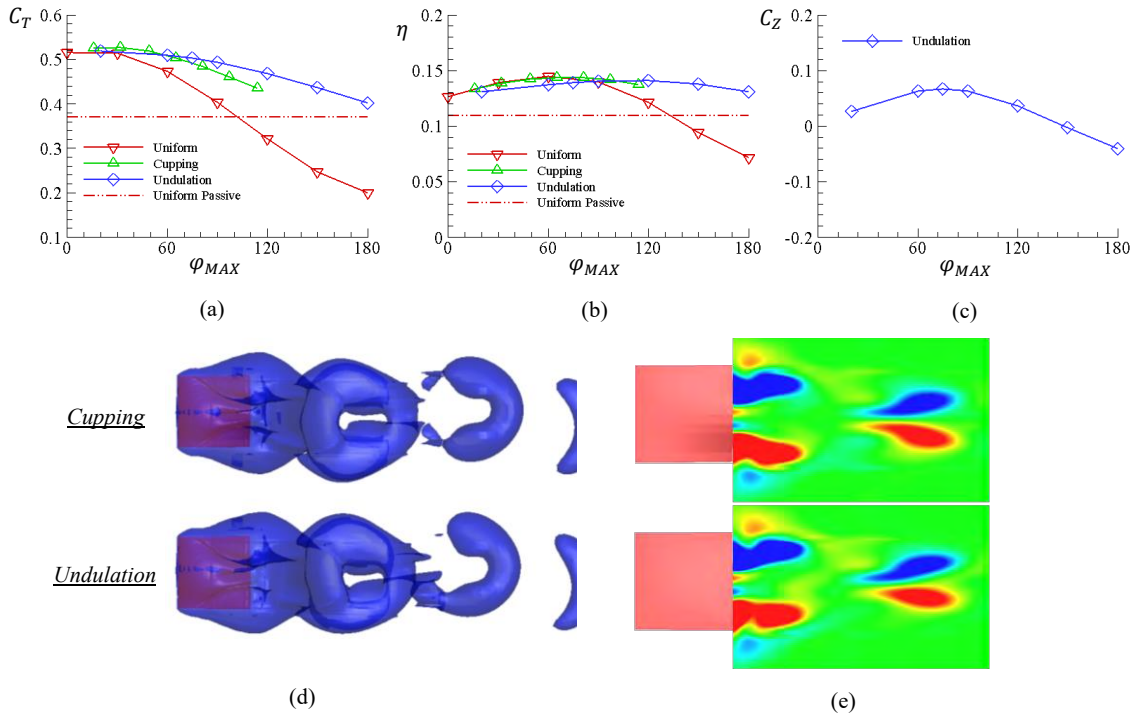 C_T
0.6
0.5
0.4
0.3
0.2
0.1
0
60
120
180
φ_MAX
Uniform
Cupping
Undulation
Uniform Passive
(a)
η
0.2
0.15
0.1
0.05
0
0
60
120
180
φ_MAX
Uniform
Cupping
Undulation
Uniform Passive
(b)
C_Z
0.2
0.1
0
-0.1
-0.2
0
60
120
180
φ_MAX
Undulation
(c)
Cupping
Undulation
(d)
(e)